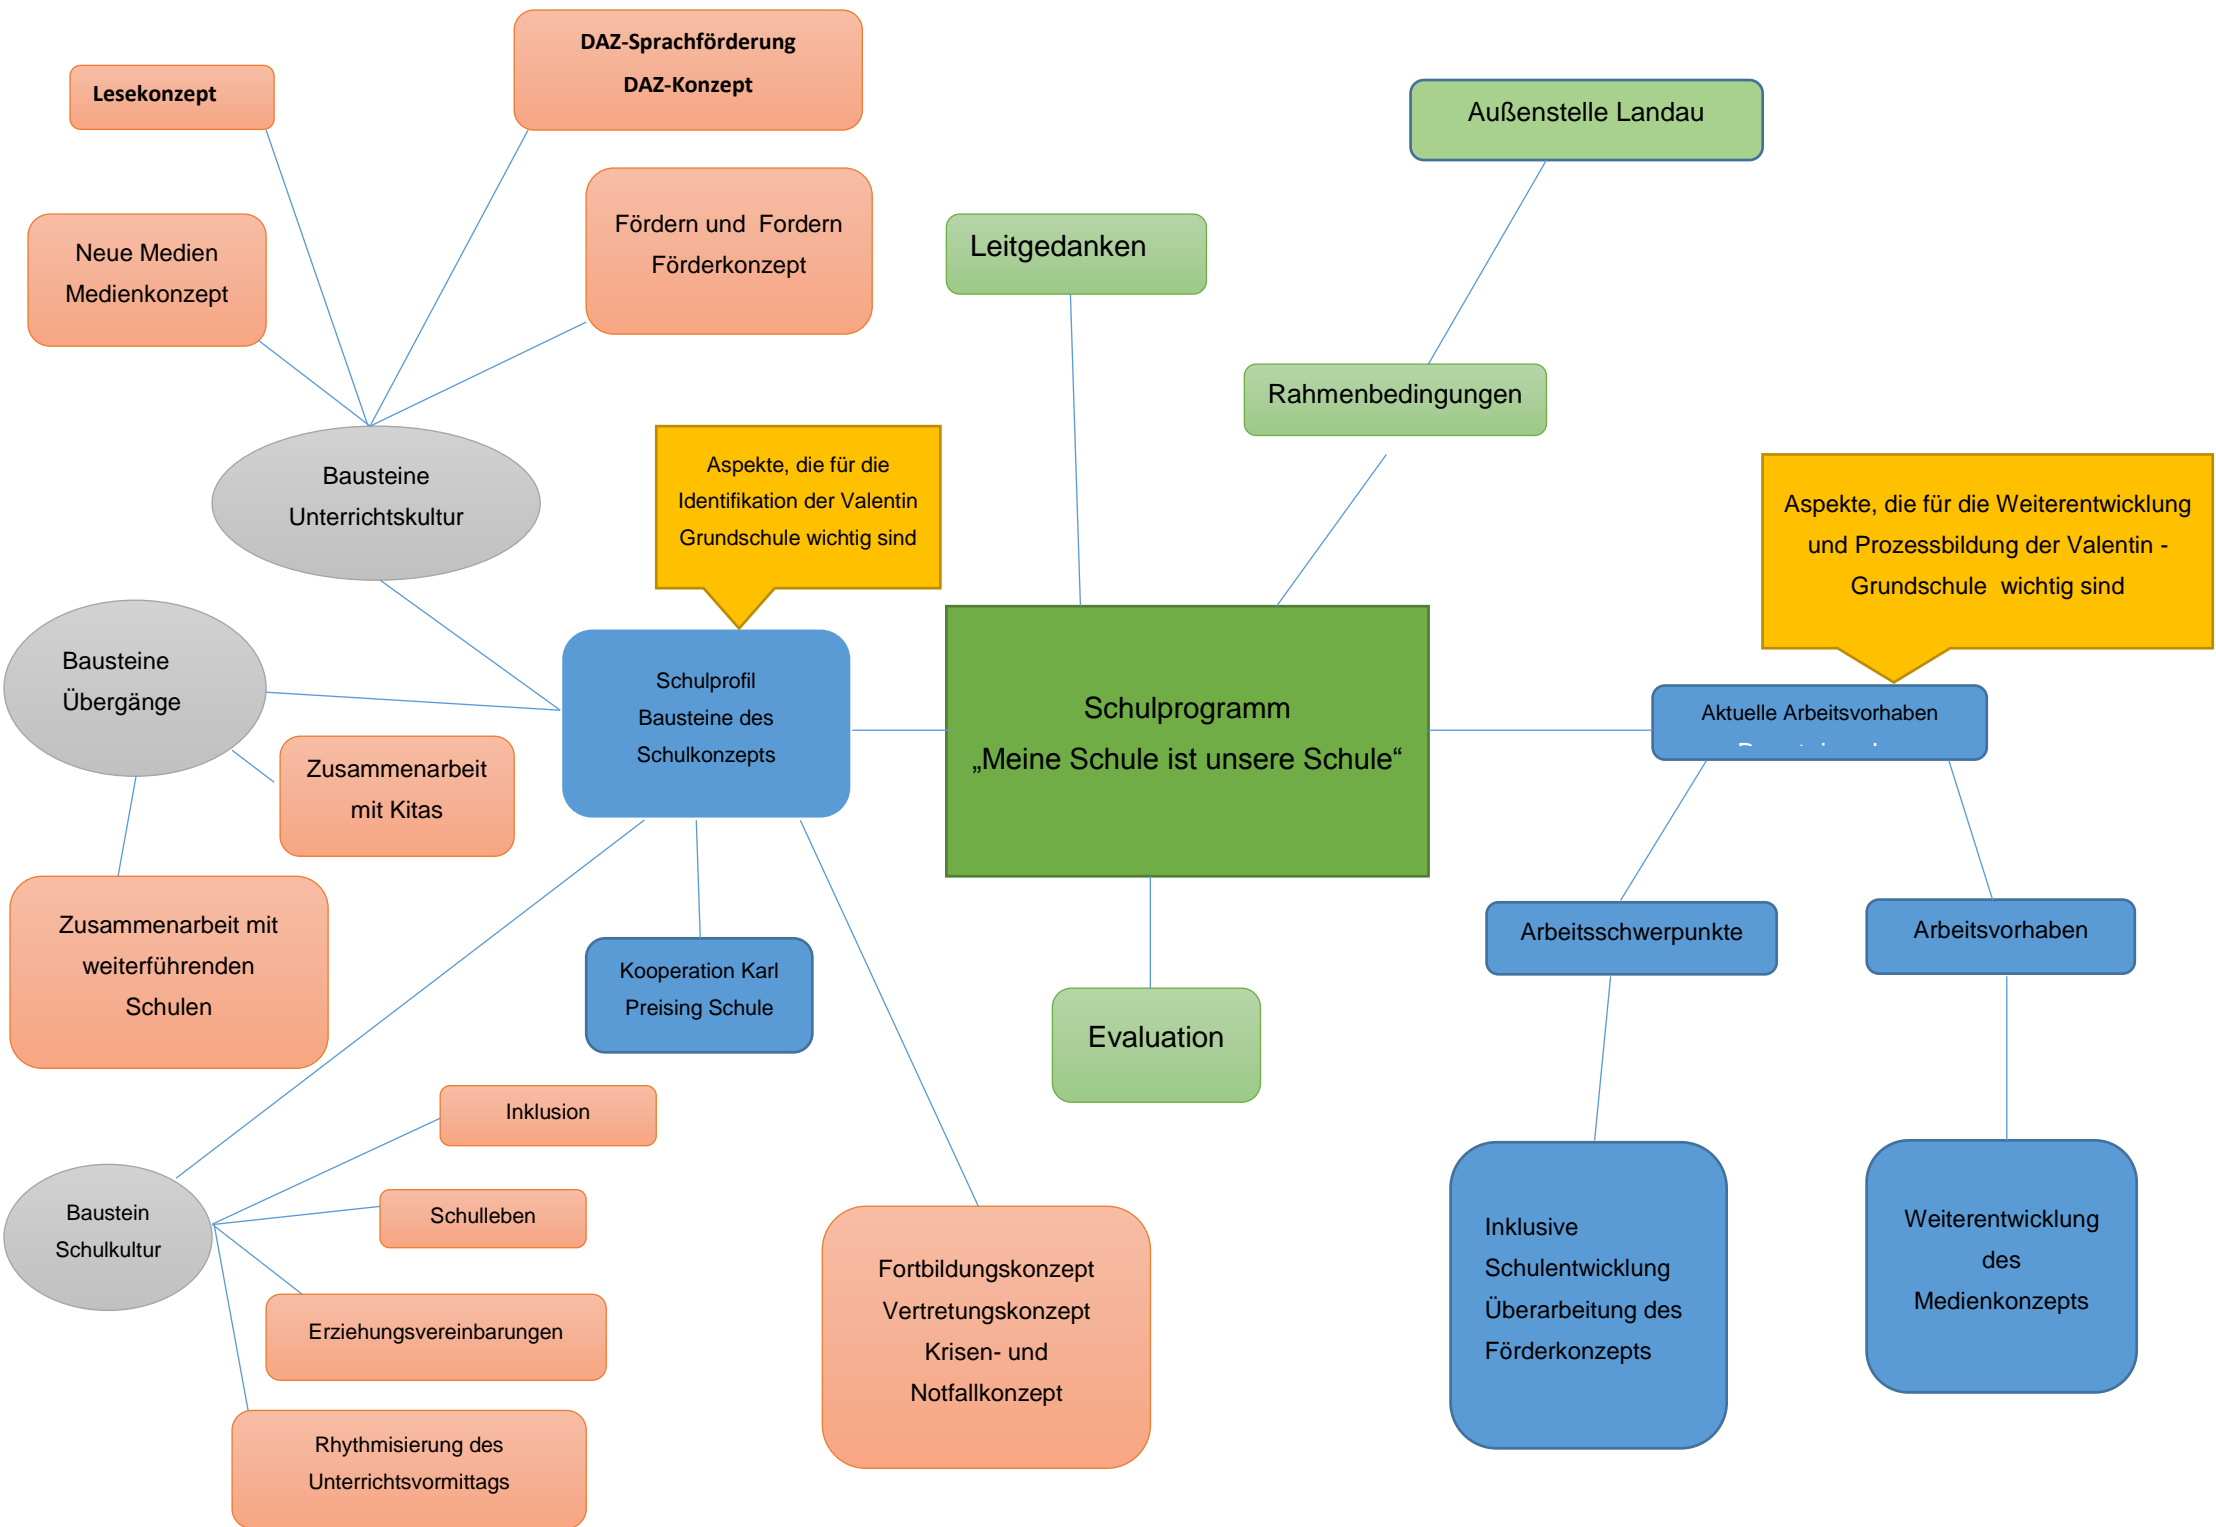 DAZ-Sprachförderung
DAZ-Konzept
Lesekonzept
Außenstelle Landau
Fördern und  Fordern
Förderkonzept
Neue Medien
Medienkonzept
Leitgedanken
Rahmenbedingungen
Bausteine
Unterrichtskultur
Aspekte, die für die
Identifikation der Valentin
Grundschule wichtig sind
Aspekte, die für die Weiterentwicklung
und Prozessbildung der Valentin -
Grundschule  wichtig sind
Bausteine
Übergänge
Schulprofil
Bausteine des
Schulkonzepts
Schulprogramm
„Meine Schule ist unsere Schule“
Aktuelle Arbeitsvorhaben
Zusammenarbeit
mit Kitas
Zusammenarbeit mit
weiterführenden
Schulen
Kooperation Karl
Preising Schule
Arbeitsschwerpunkte
Arbeitsvorhaben
Evaluation
Inklusion
Schulleben
Baustein
Schulkultur
Erziehungsvereinbarungen
Rhythmisierung des
Unterrichtsvormittags
Fortbildungskonzept
Vertretungskonzept
Krisen- und
Notfallkonzept
Inklusive
Schulentwicklung
Überarbeitung des
Förderkonzepts
Weiterentwicklung
des
Medienkonzepts